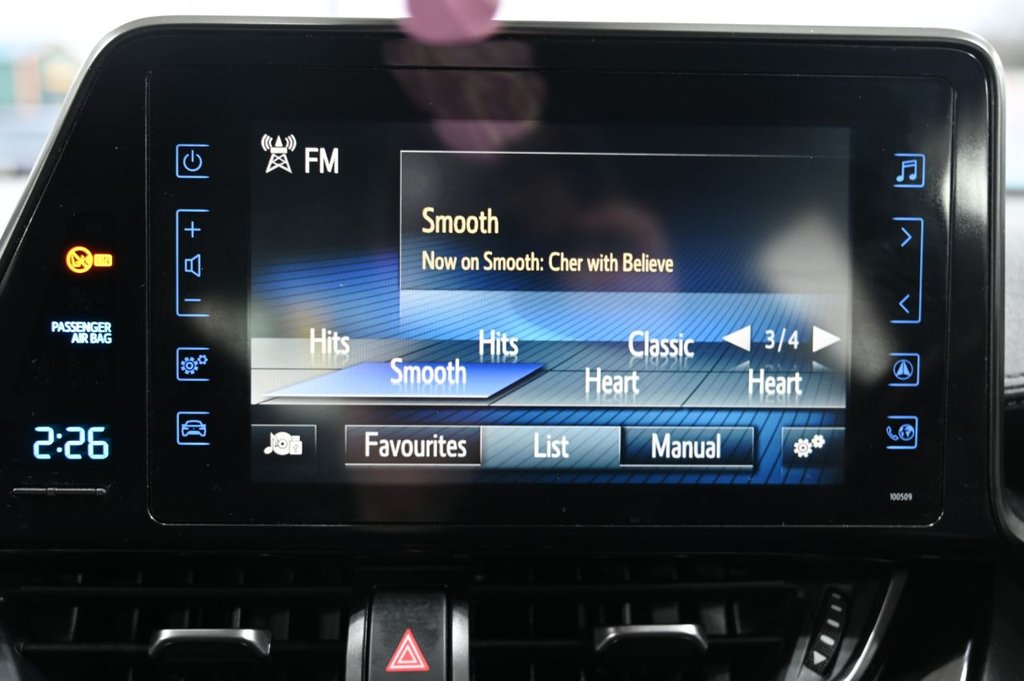 FM
Smooth
Now on Smooth: Cher with Believe
Hits Hits Classic 3/4
Smooth Heart Heart
Favourites List Manual
PASSENGER
AIR BAG
2:26
100509